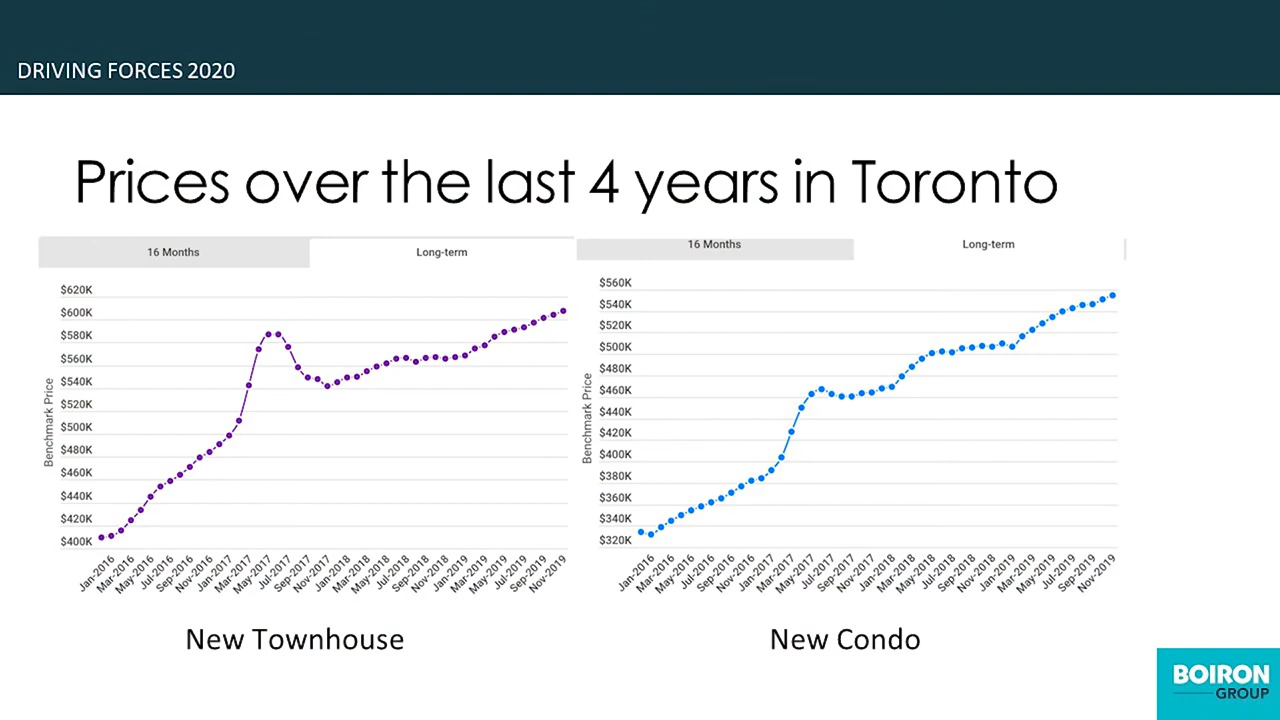 DRIVING FORCES 2020
Prices over the last 4 years in Toronto
16 Months
Long-term
$620K
$600K
$580K
$560K
$540K
$520K
$500K
$480K
$460K
$440K
$420K
$400K
Benchmark Price
Jan-2016
Mar-2016
May-2016
Jul-2016
Sep-2016
Nov-2016
Jan-2017
Mar-2017
May-2017
Jul-2017
Sep-2017
Nov-2017
Jan-2018
Mar-2018
May-2018
Jul-2018
Sep-2018
Nov-2018
Jan-2019
Mar-2019
May-2019
Jul-2019
Sep-2019
Nov-2019
New Townhouse
16 Months
Long-term
$560K
$540K
$520K
$500K
$480K
$460K
$440K
$420K
$400K
$380K
$360K
$340K
$320K
Benchmark Price
Jan-2016
Mar-2016
May-2016
Jul-2016
Sep-2016
Nov-2016
Jan-2017
Mar-2017
May-2017
Jul-2017
Sep-2017
Nov-2017
Jan-2018
Mar-2018
May-2018
Jul-2018
Sep-2018
Nov-2018
Jan-2019
Mar-2019
May-2019
Jul-2019
Sep-2019
Nov-2019
New Condo
BOIRON
GROUP